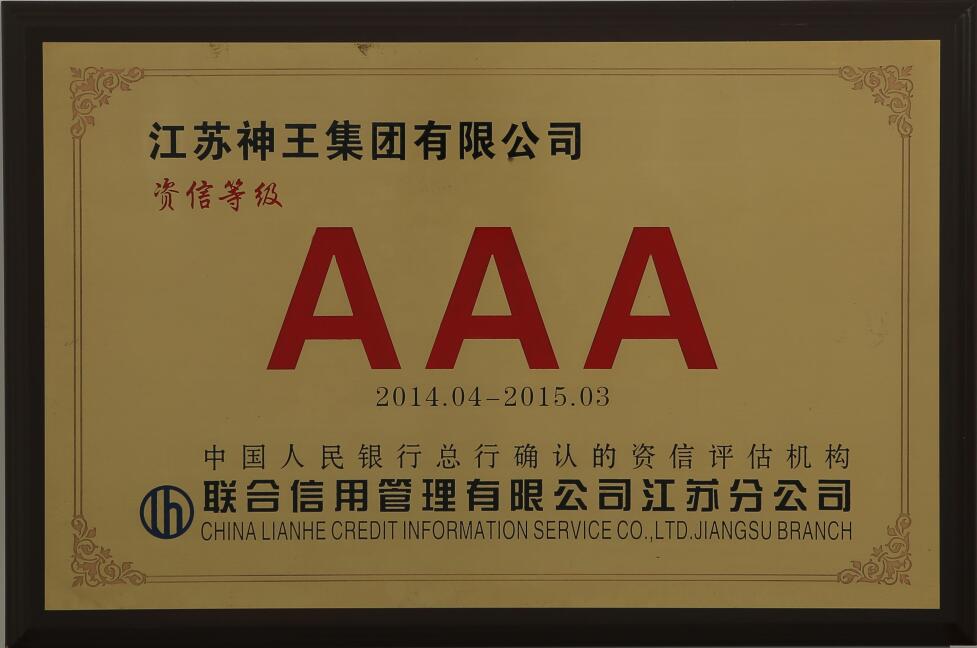 江苏神王集团有限公司
资信等级
AAA
2014.04-2015.03
中国人民银行总行确认的资信评估机构
联合信用管理有限公司江苏分公司
CHINA LIANHE CREDIT INFORMATION SERVICE CO.,LTD.JIANGSU BRANCH